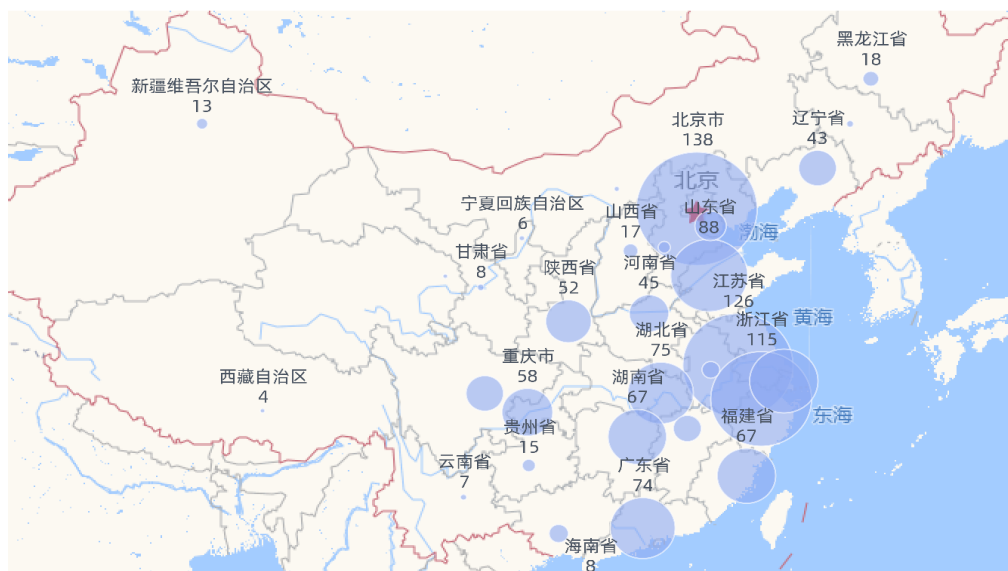 黑龙江省
18
新疆维吾尔自治区
13
北京市
138
辽宁省
43
北京
宁夏回族自治区
6
山西省
17
山东省
88
渤海
甘肃省
8
陕西省
52
河南省
45
江苏省
126
浙江省
115
黄海
湖北省
75
重庆市
58
西藏自治区
4
湖南省
67
福建省
67
东海
贵州省
15
云南省
7
广东省
74
海南省
8